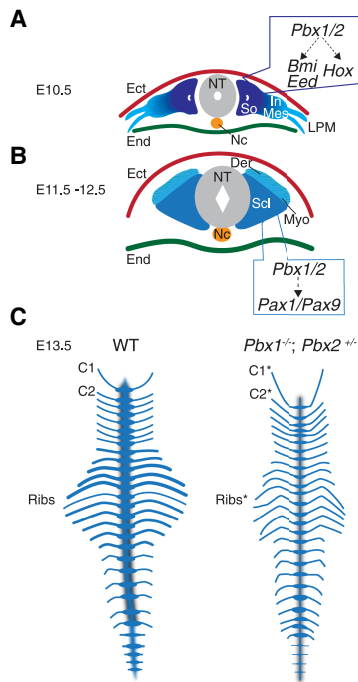 A
Pbx1/2
Bmi Hox
Eed
E10.5
Ect
NT
So
In
Mes
LPM
End
Nc
B
E11.5 -12.5
Ect
Der
NT
Scl
Myo
Nc
End
Pbx1/2
Pax1/Pax9
C
E13.5
WT
Pbx1-/-; Pbx2 +/-
C1
C1*
C2
C2*
Ribs
Ribs*